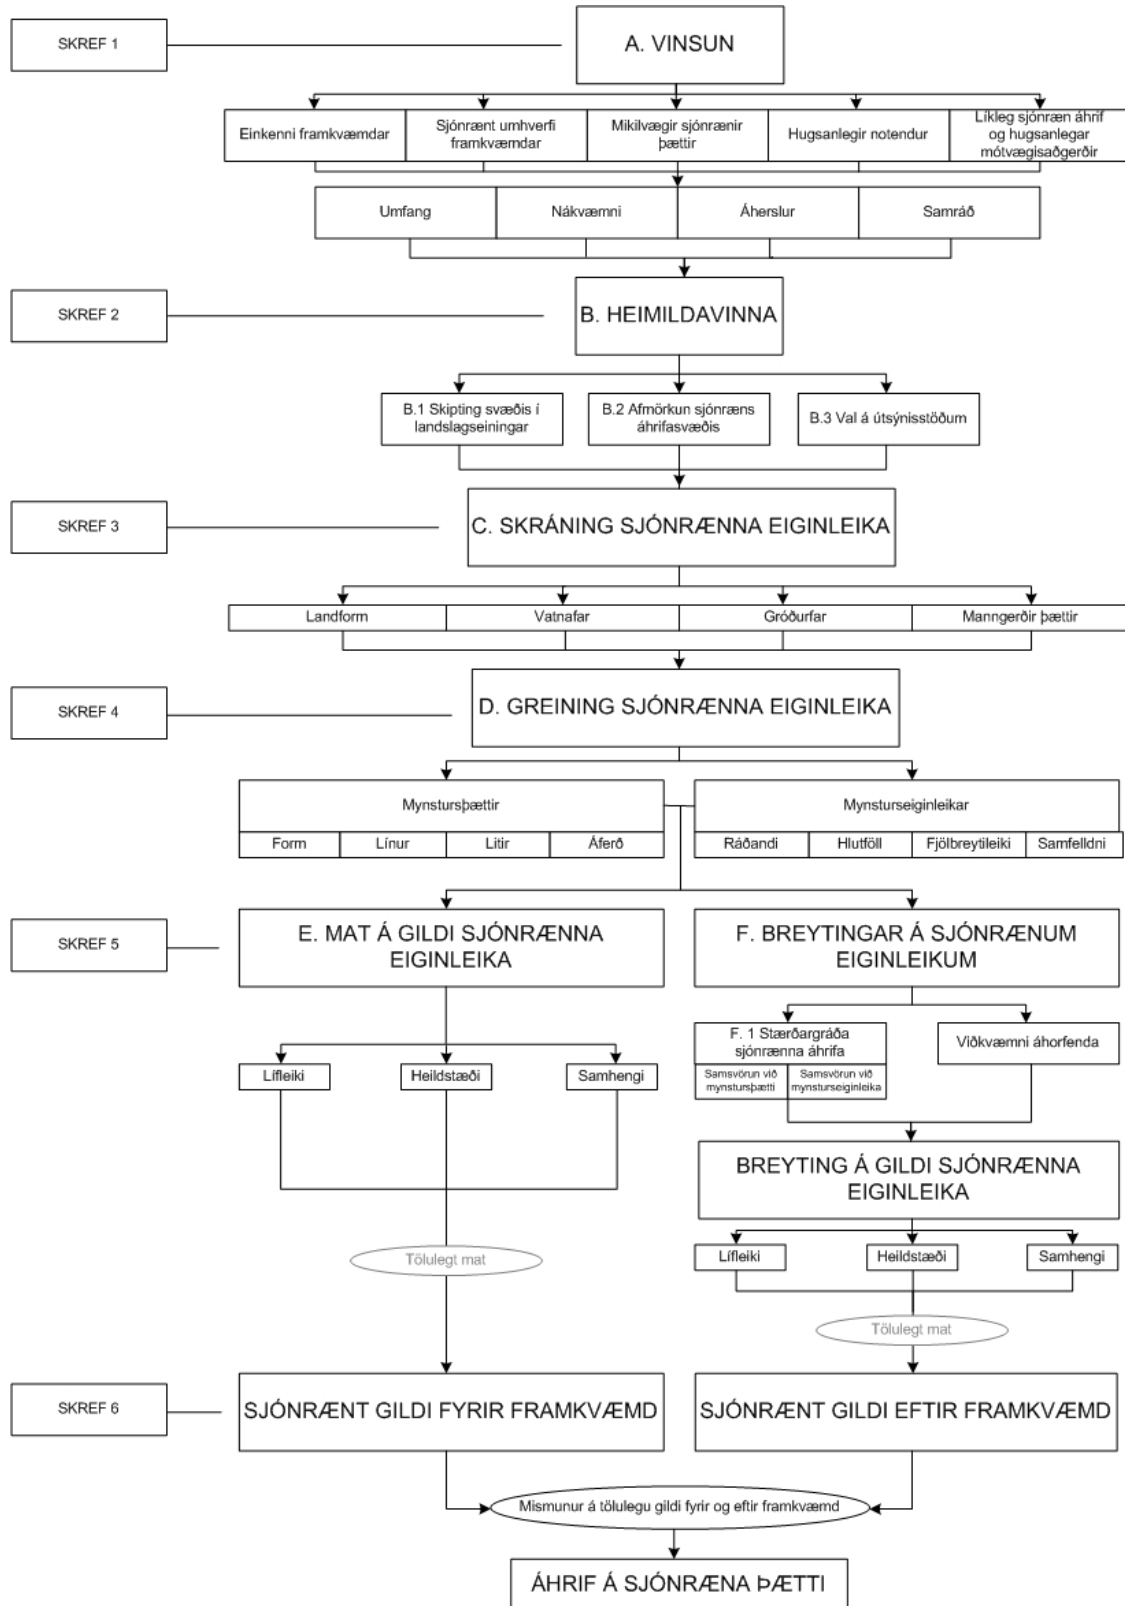 SKREF 1
A. VINSUN
Einkenni framkvæmdar
Sjónrænt umhverfi
framkvæmdar
Mikilvægir sjónrænir
þættir
Hugsanlegir notendur
Líkleg sjónræn áhrif
og hugsanlegar
mótvægisaðgerðir
Umfang
Nákvæmni
Áherslur
Samráð
SKREF 2
B. HEIMILDAVINNA
B.1 Skipting svæðis í
landslagseiningar
B.2 Afmörkun sjónræns
áhrifasvæðis
B.3 Val á útsýnisstöðum
SKREF 3
C. SKRÁNING SJÓNRÆNNA EIGINLEIKA
Landform
Vatnafar
Gróðurfar
Manngerðir þættir
SKREF 4
D. GREINING SJÓNRÆNNA EIGINLEIKA
Mynstursþættir
Form
Línur
Litir
Áferð
Mynsturseiginleikar
Ráðandi
Hlutföll
Fjölbreytileiki
Samfelldni
SKREF 5
E. MAT Á GILDI SJÓNRÆNNA
EIGINLEIKA
F. BREYTINGAR Á SJÓNRÆNUM
EIGINLEIKUM
F. 1 Stærðargráða
sjónrænna áhrifa
Samsvörun við
mynstursþætti
Samsvörun við
mynsturseiginleika
Viðkvæmni áhorfenda
Lífleiki
Heildstæði
Samhengi
BREYTING Á GILDI SJÓNRÆNNA
EIGINLEIKA
Lífleiki
Heildstæði
Samhengi
Tölulegt mat
Tölulegt mat
SKREF 6
SJÓNRÆNT GILDI FYRIR FRAMKVÆMD
SJÓNRÆNT GILDI EFTIR FRAMKVÆMD
Mismunur á tölulegu gildi fyrir og eftir framkvæmd
ÁHRIF Á SJÓNRÆNA ÞÆTTI